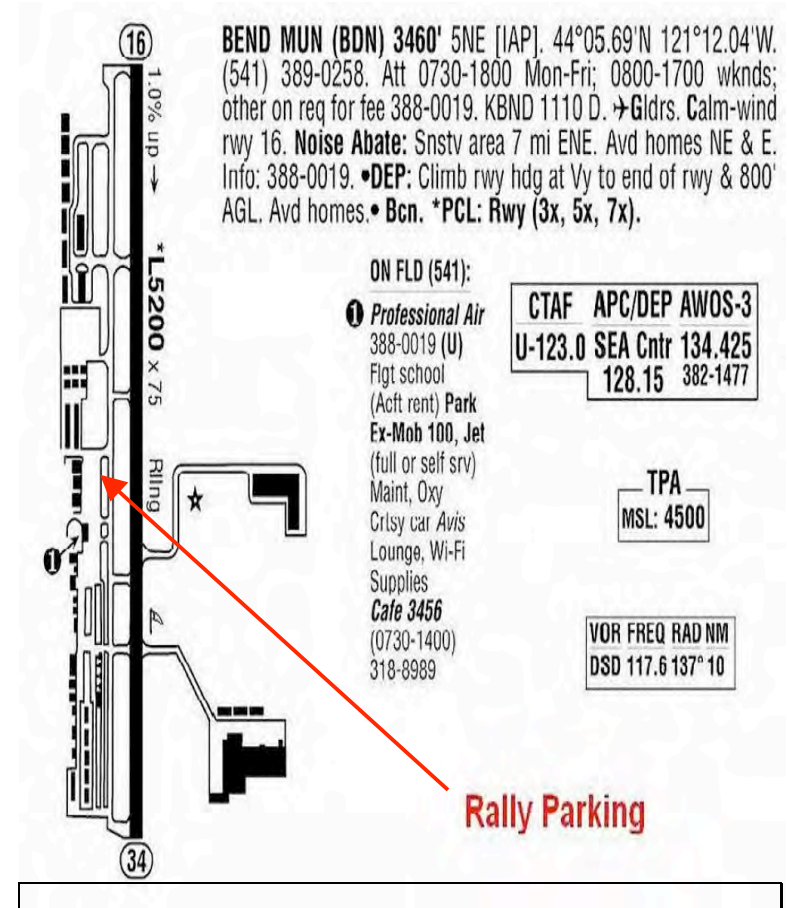 16
BEND MUN (BDN) 3460' 5NE [IAP]. 44°05.69'N 121°12.04'W.
(541) 389-0258. Att 0730-1800 Mon-Fri; 0800-1700 wknds;
other on req for fee 388-0019. KBND 1110 D. ✈Gldrs. Calm-wind
rwy 16. Noise Abate: Snstv area 7 mi ENE. Avd homes NE & E.
Info: 388-0019. •DEP: Climb rwy hdg at Vy to end of rwy & 800'
AGL. Avd homes.• Bcn. *PCL: Rwy (3x, 5x, 7x).
1.0% up →
*L5200 x 75
Rllng
1
34
ON FLD (541):
1 Professional Air
388-0019 (U)
Flgt school
(Acft rent) Park
Ex-Mob 100, Jet
(full or self srv)
Maint, Oxy
Crtsy car Avis
Lounge, Wi-Fi
Supplies
Cafe 3456
(0730-1400)
318-8989
CTAF APC/DEP AWOS-3
U-123.0 SEA Cntr 134.425
128.15 382-1477
TPA
MSL: 4500
VOR FREQ RAD NM
DSD 117.6 137° 10
Rally Parking